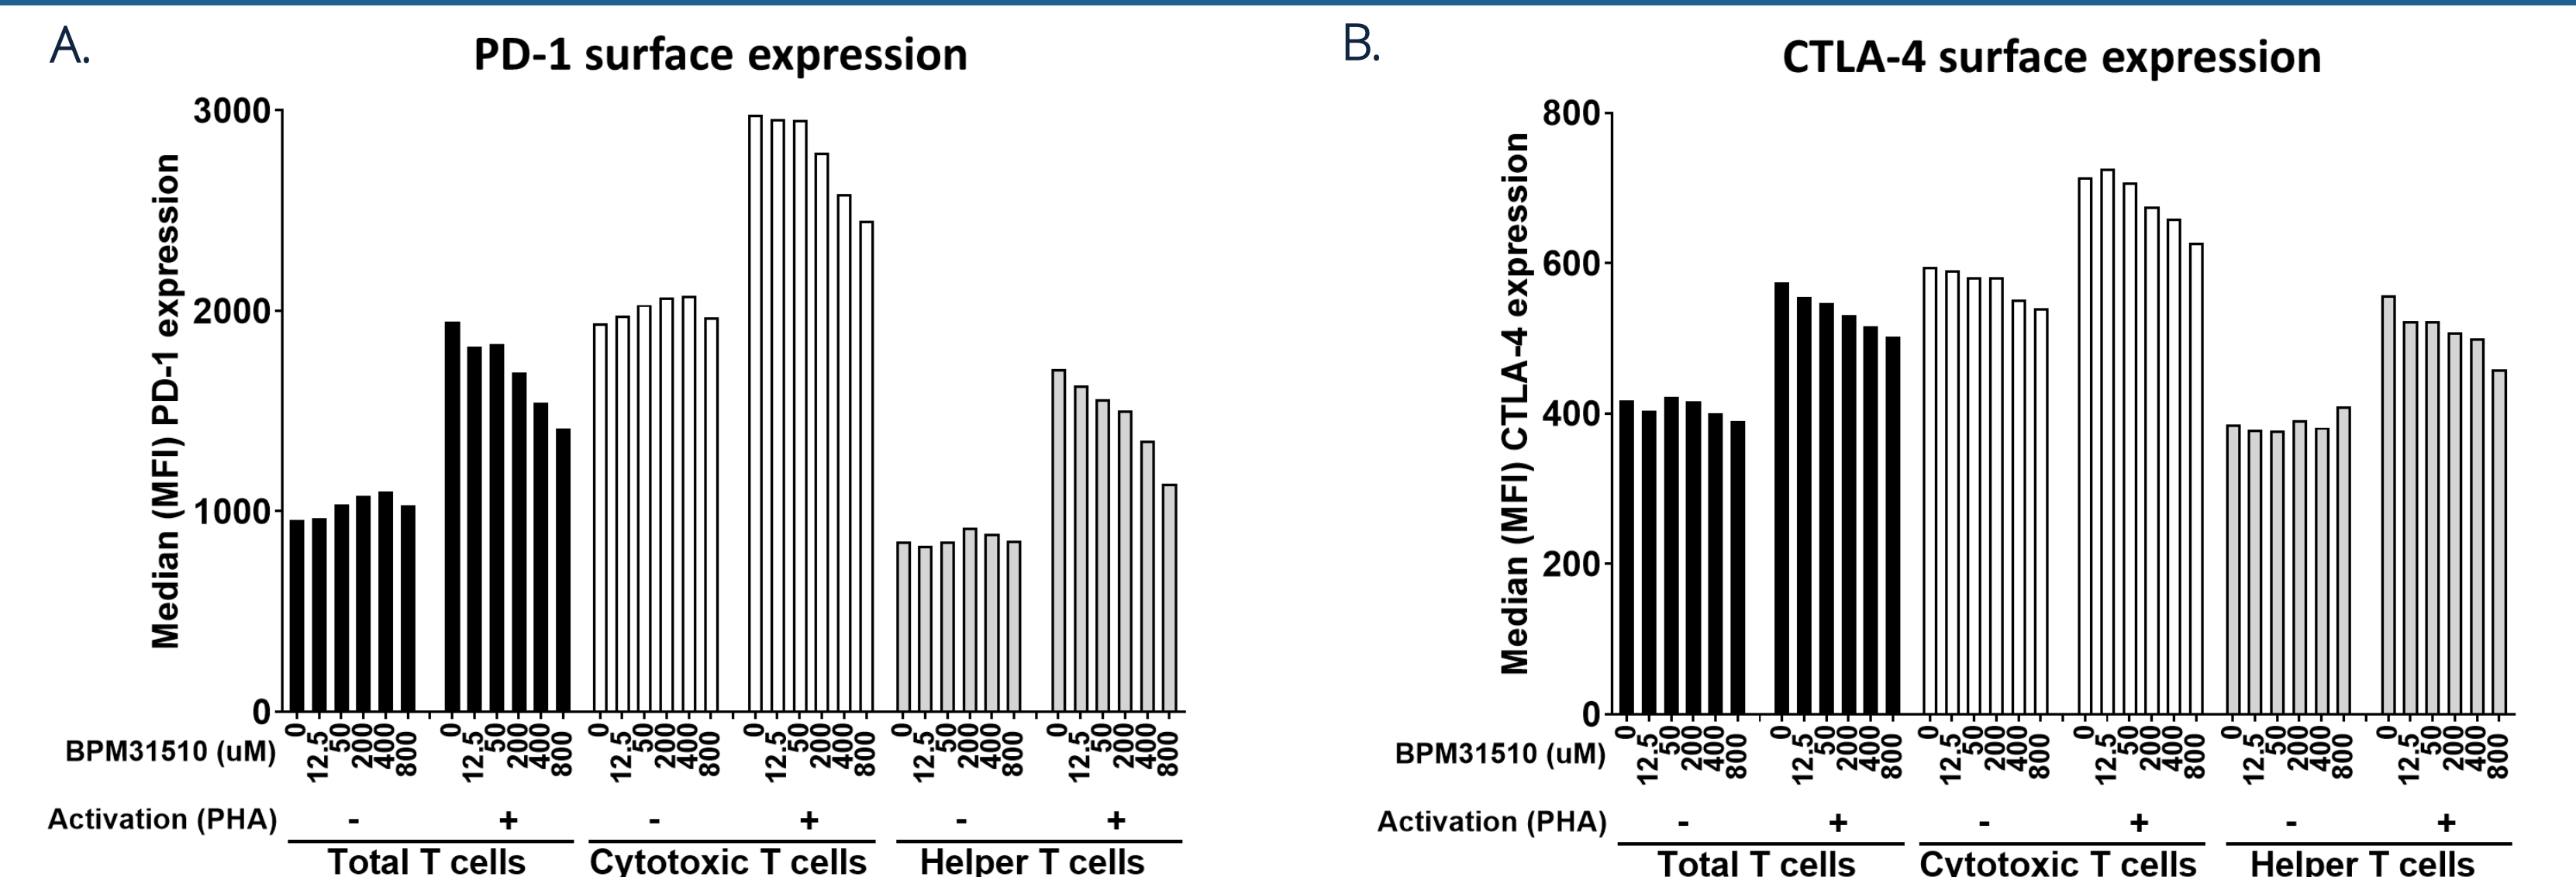 A.
PD-1 surface expression
Median (MFI) PD-1 expression
3000
2000
1000
0
BPM31510 (uM)
0 12.5 50 200 400 800 0 12.5 50 200 400 800 0 12.5 50 200 400 800 0 12.5 50 200 400 800 0 12.5 50 200 400 800 0 12.5 50 200 400 800
Activation (PHA) - + - + - +
Total T cells Cytotoxic T cells Helper T cells
B.
CTLA-4 surface expression
Median (MFI) CTLA-4 expression
800
600
400
200
0
BPM31510 (uM)
0 12.5 50 200 400 800 0 12.5 50 200 400 800 0 12.5 50 200 400 800 0 12.5 50 200 400 800 0 12.5 50 200 400 800 0 12.5 50 200 400 800
Activation (PHA) - + - + - +
Total T cells Cytotoxic T cells Helper T cells